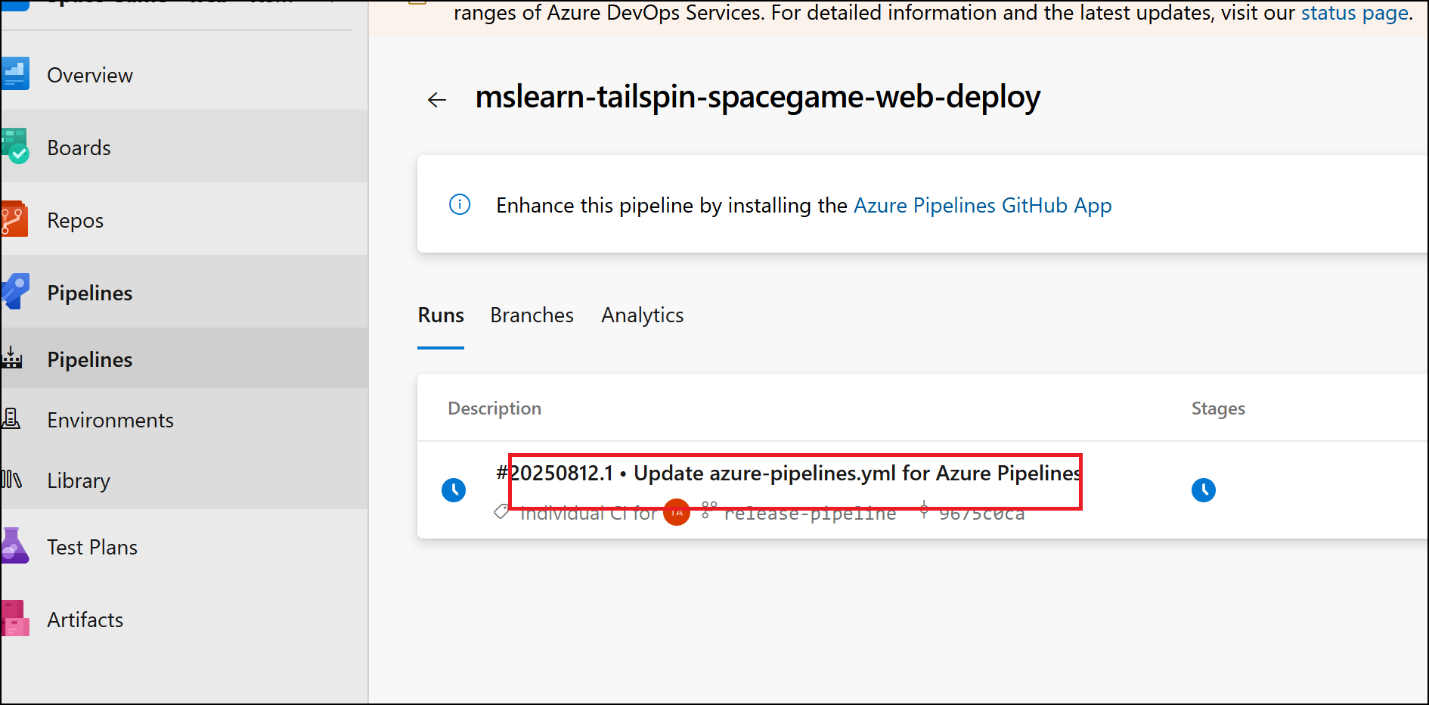 ranges of Azure DevOps Services. For detailed information and the latest updates, visit our status page.
Overview
Boards
Repos
Pipelines
Pipelines
Environments
Library
Test Plans
Artifacts
mslearn-tailspin-spacegame-web-deploy
Enhance this pipeline by installing the Azure Pipelines GitHub App
Runs Branches Analytics
Description Stages
#20250812.1 • Update azure-pipelines.yml for Azure Pipelines
Individual CI for TA release-pipeline 9675c0ca